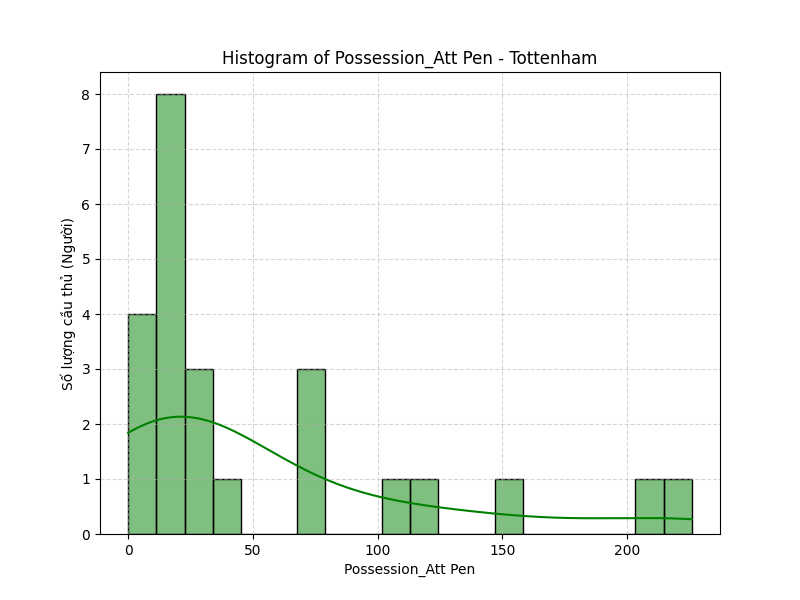 Histogram of Possession_Att Pen - Tottenham
8
7
6
5
4
3
2
1
0
Số lượng cầu thủ (Người)
0 50 100 150 200
Possession_Att Pen